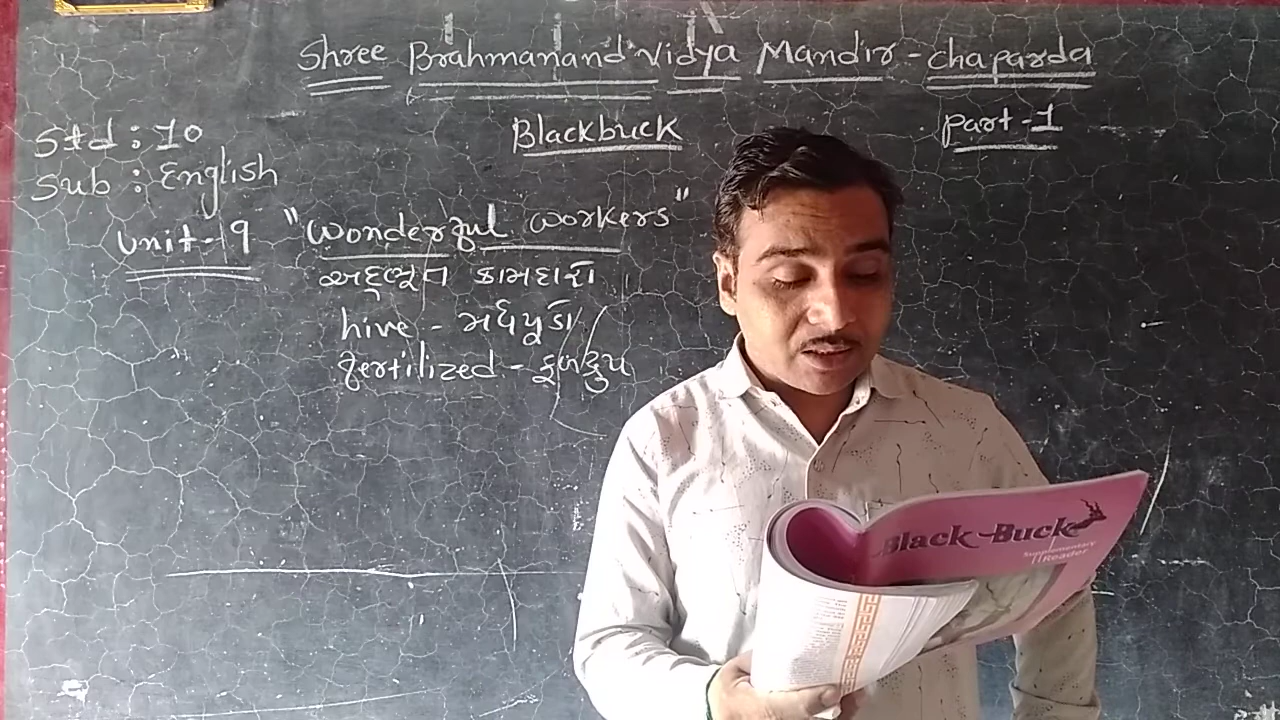 Shree Brahmanand Vidya Mandir - chaparda
Std : 10
Blackbuck
Part - 1
Sub : English
Unit - 9 "Wonderful workers"
અદ્દભૂત કામદારો
hive - મધપૂડો
fertilized - ફળદ્રુપ
Black-Buck
Supplementary
Reader